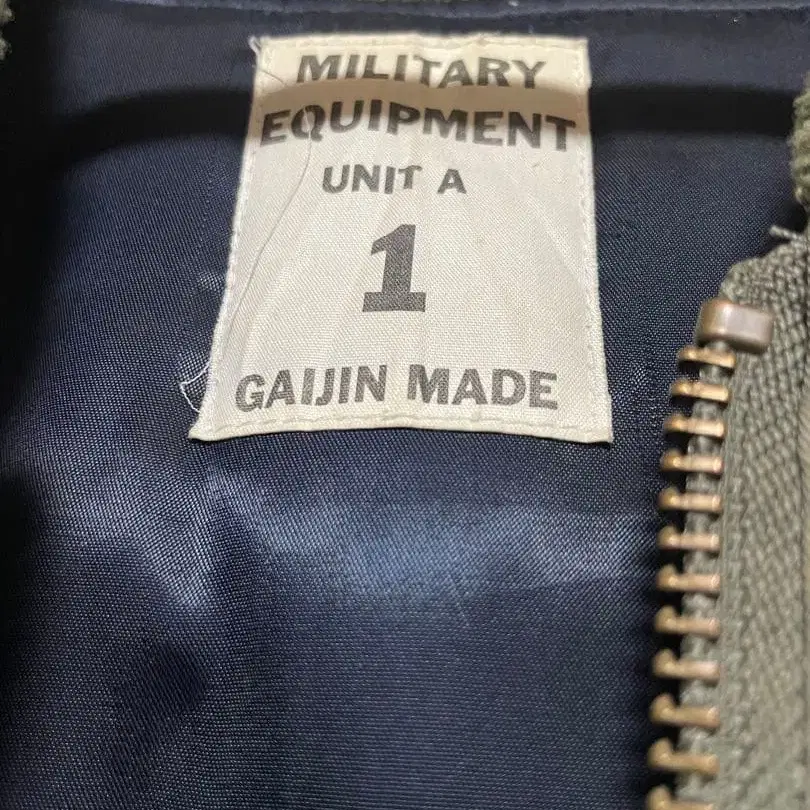 MILITARY
EQUIPMENT
UNIT A
1
GAIJIN MADE